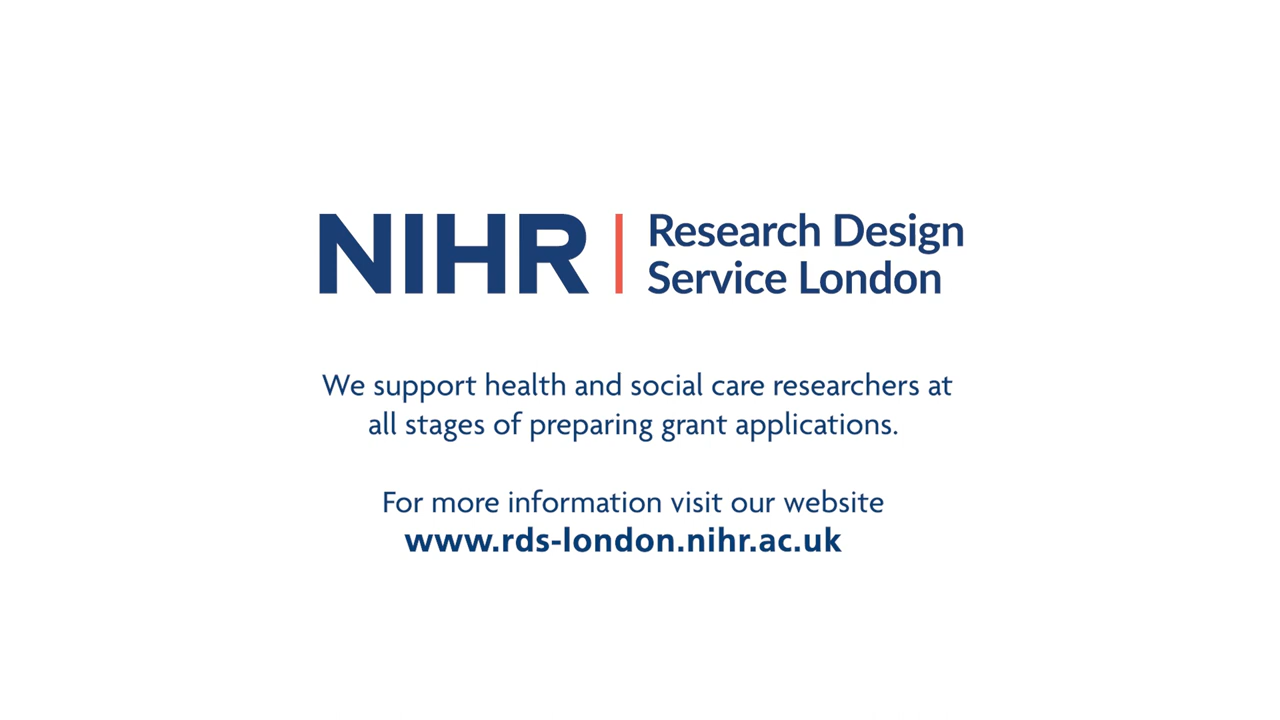 NIHR
Research Design
Service London
We support health and social care researchers at
all stages of preparing grant applications.
For more information visit our website
www.rds-london.nihr.ac.uk